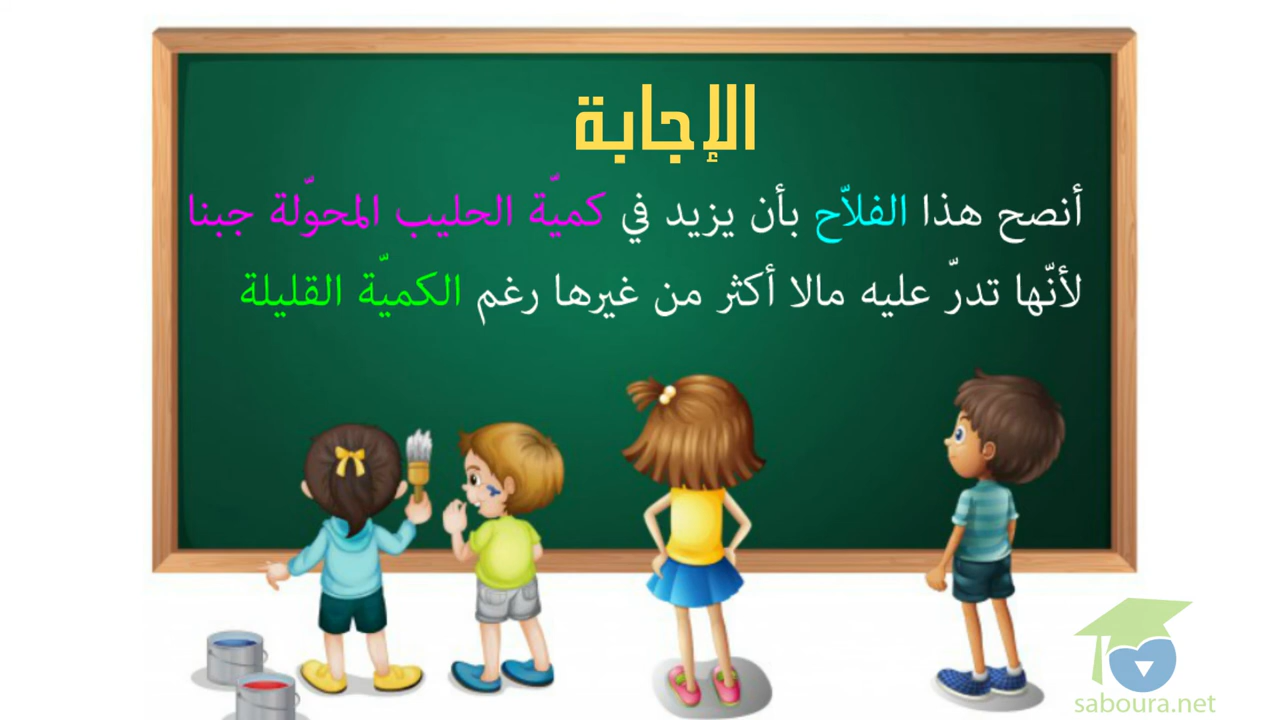 الإجابة
أنصح هذا الفلاّح بأن يزيد في كميّة الحليب المحوّلة جبنا
لأنّها تدرّ عليه مالا أكثر من غيرها رغم الكميّة القليلة
saboura.net